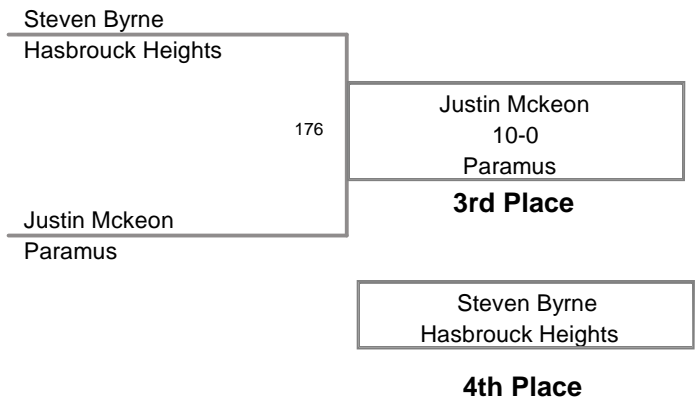 Steven Byrne
Hasbrouck Heights
176
Justin Mckeon
10-0
Paramus
3rd Place
Justin Mckeon
Paramus
Steven Byrne
Hasbrouck Heights
4th Place